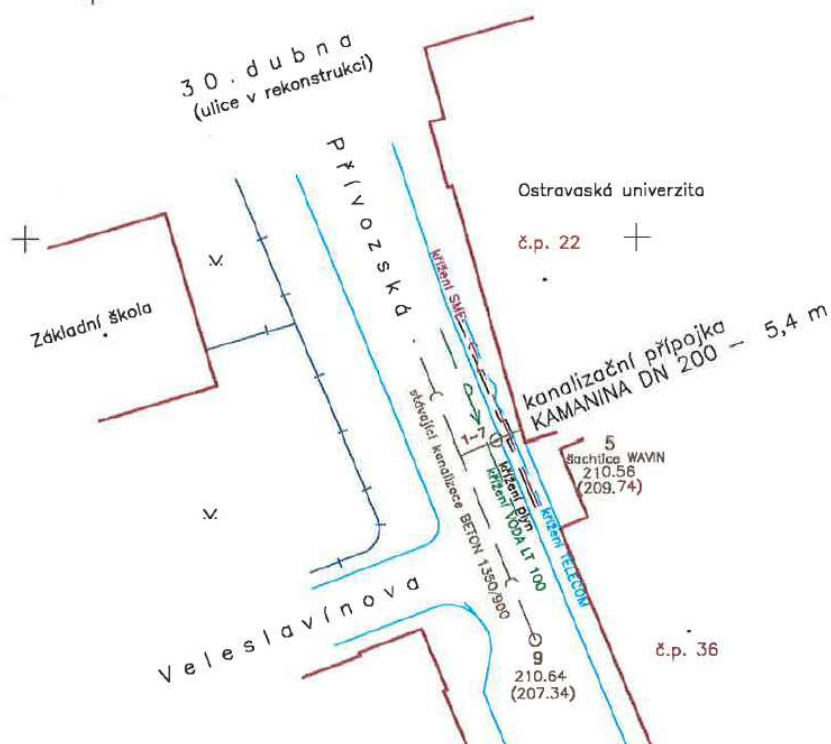 30. dubna
(ulice v rekonstrukci)
Přívozská
Ostravaská univerzita
č.p. 22
křížení SME
V.
Základní škola
kanalizační přípojka
KAMANINA DN 200 - 5,4 m
1-7
5
šachtice WAVIN
210.56
(209.74)
stávající kanalizace BETON 1350/900
křížení plyn
křížení VODA LT 100
křížení TELECOM
V.
Veleslavínova
9
210.64
(207.34)
č.p. 36